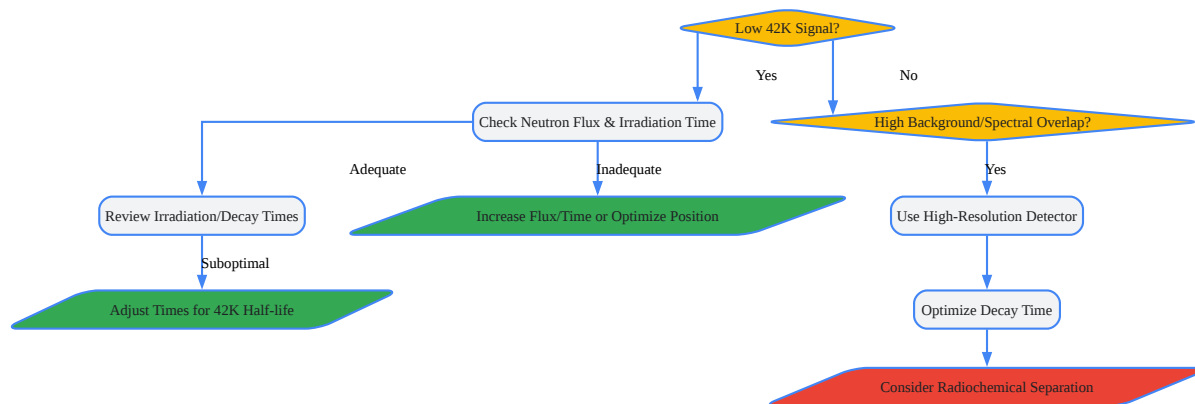 Low 42K Signal?
Yes
No
Check Neutron Flux & Irradiation Time
High Background/Spectral Overlap?
Adequate
Inadequate
Yes
Review Irradiation/Decay Times
Increase Flux/Time or Optimize Position
Use High-Resolution Detector
Suboptimal
Adjust Times for 42K Half-life
Optimize Decay Time
Consider Radiochemical Separation